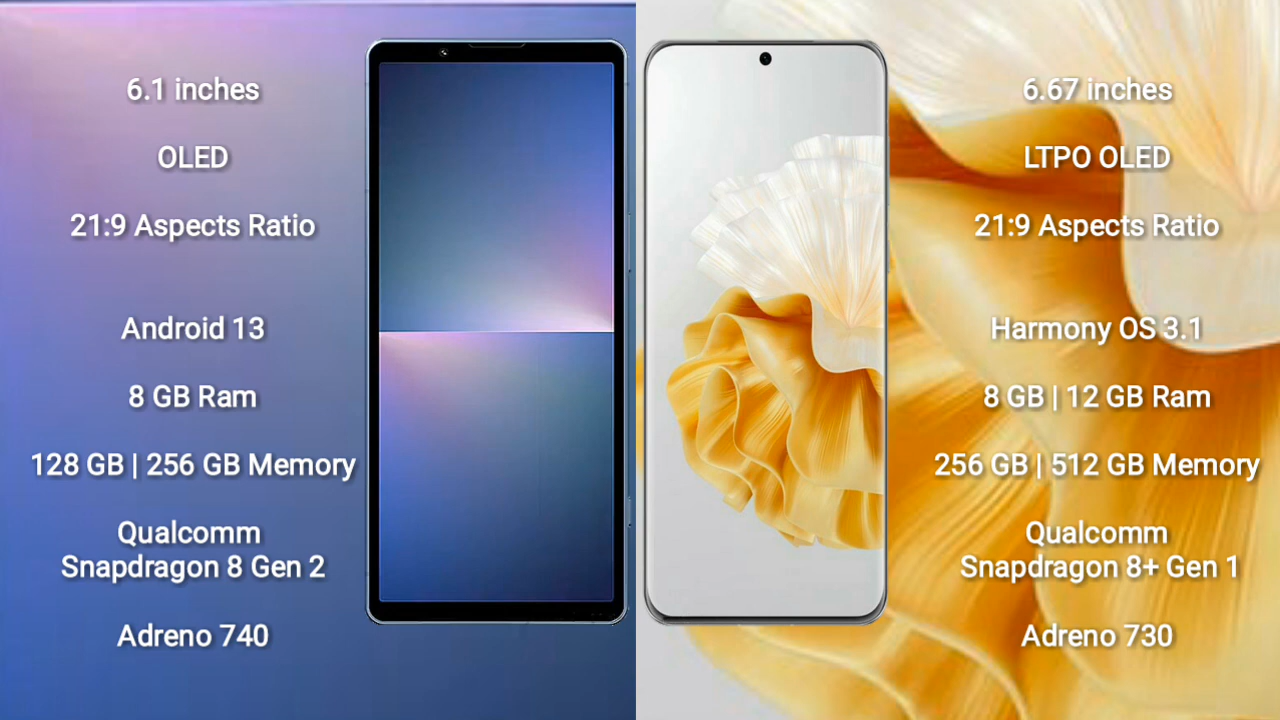 6.1 inches
OLED
21:9 Aspects Ratio
Android 13
8 GB Ram
128 GB | 256 GB Memory
Qualcomm
Snapdragon 8 Gen 2
Adreno 740
6.67 inches
LTPO OLED
21:9 Aspects Ratio
Harmony OS 3.1
8 GB | 12 GB Ram
256 GB | 512 GB Memory
Qualcomm
Snapdragon 8+ Gen 1
Adreno 730